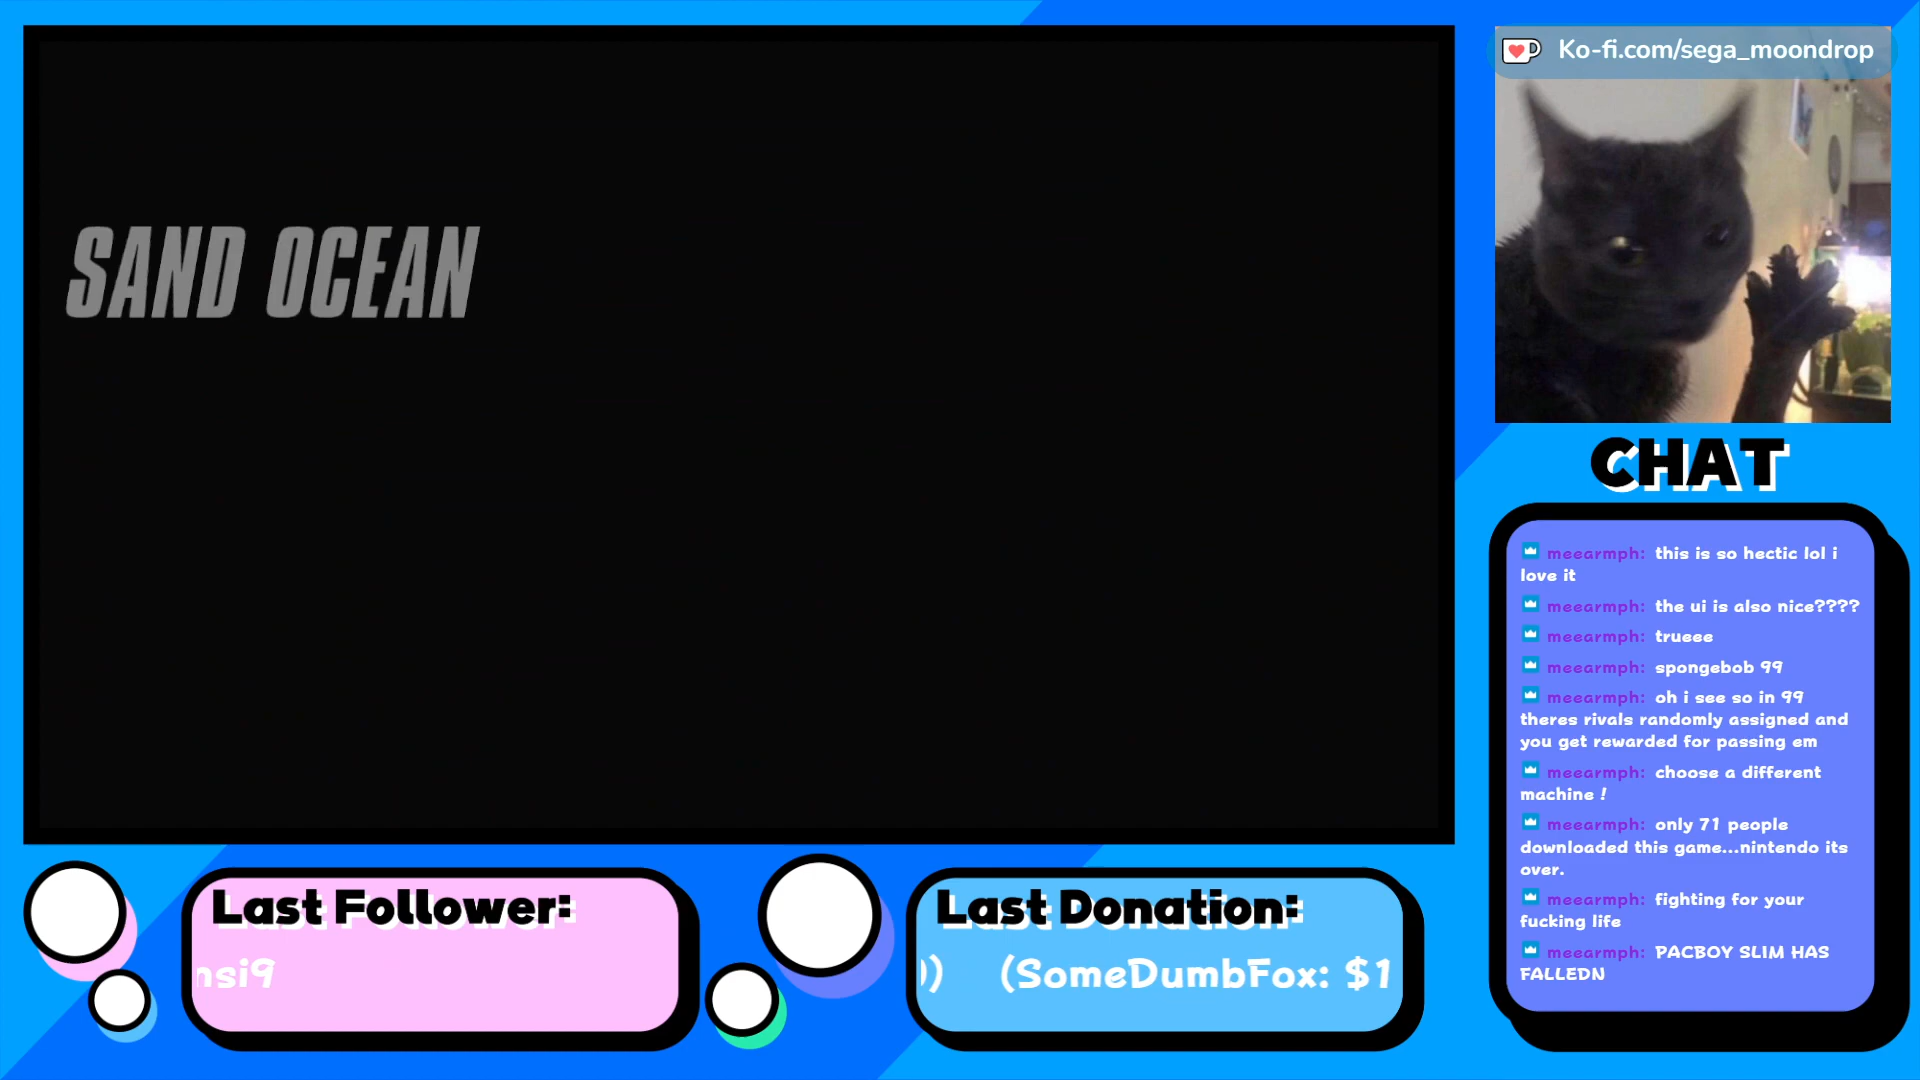 Ko-fi.com/sega_moondrop
SAND OCEAN
CHAT
meearmph: this is so hectic lol i
love it
meearmph: the ui is also nice????
meearmph: trueee
meearmph: spongebob 99
meearmph: oh i see so in 99
theres rivals randomly assigned and
you get rewarded for passing em
meearmph: choose a different
machine !
meearmph: only 71 people
downloaded this game...nintendo its
over.
meearmph: fighting for your
fucking life
meearmph: PACBOY SLIM HAS
FALLEDN
Last Follower:
nsi9
Last Donation:
) (SomeDumbFox: $1